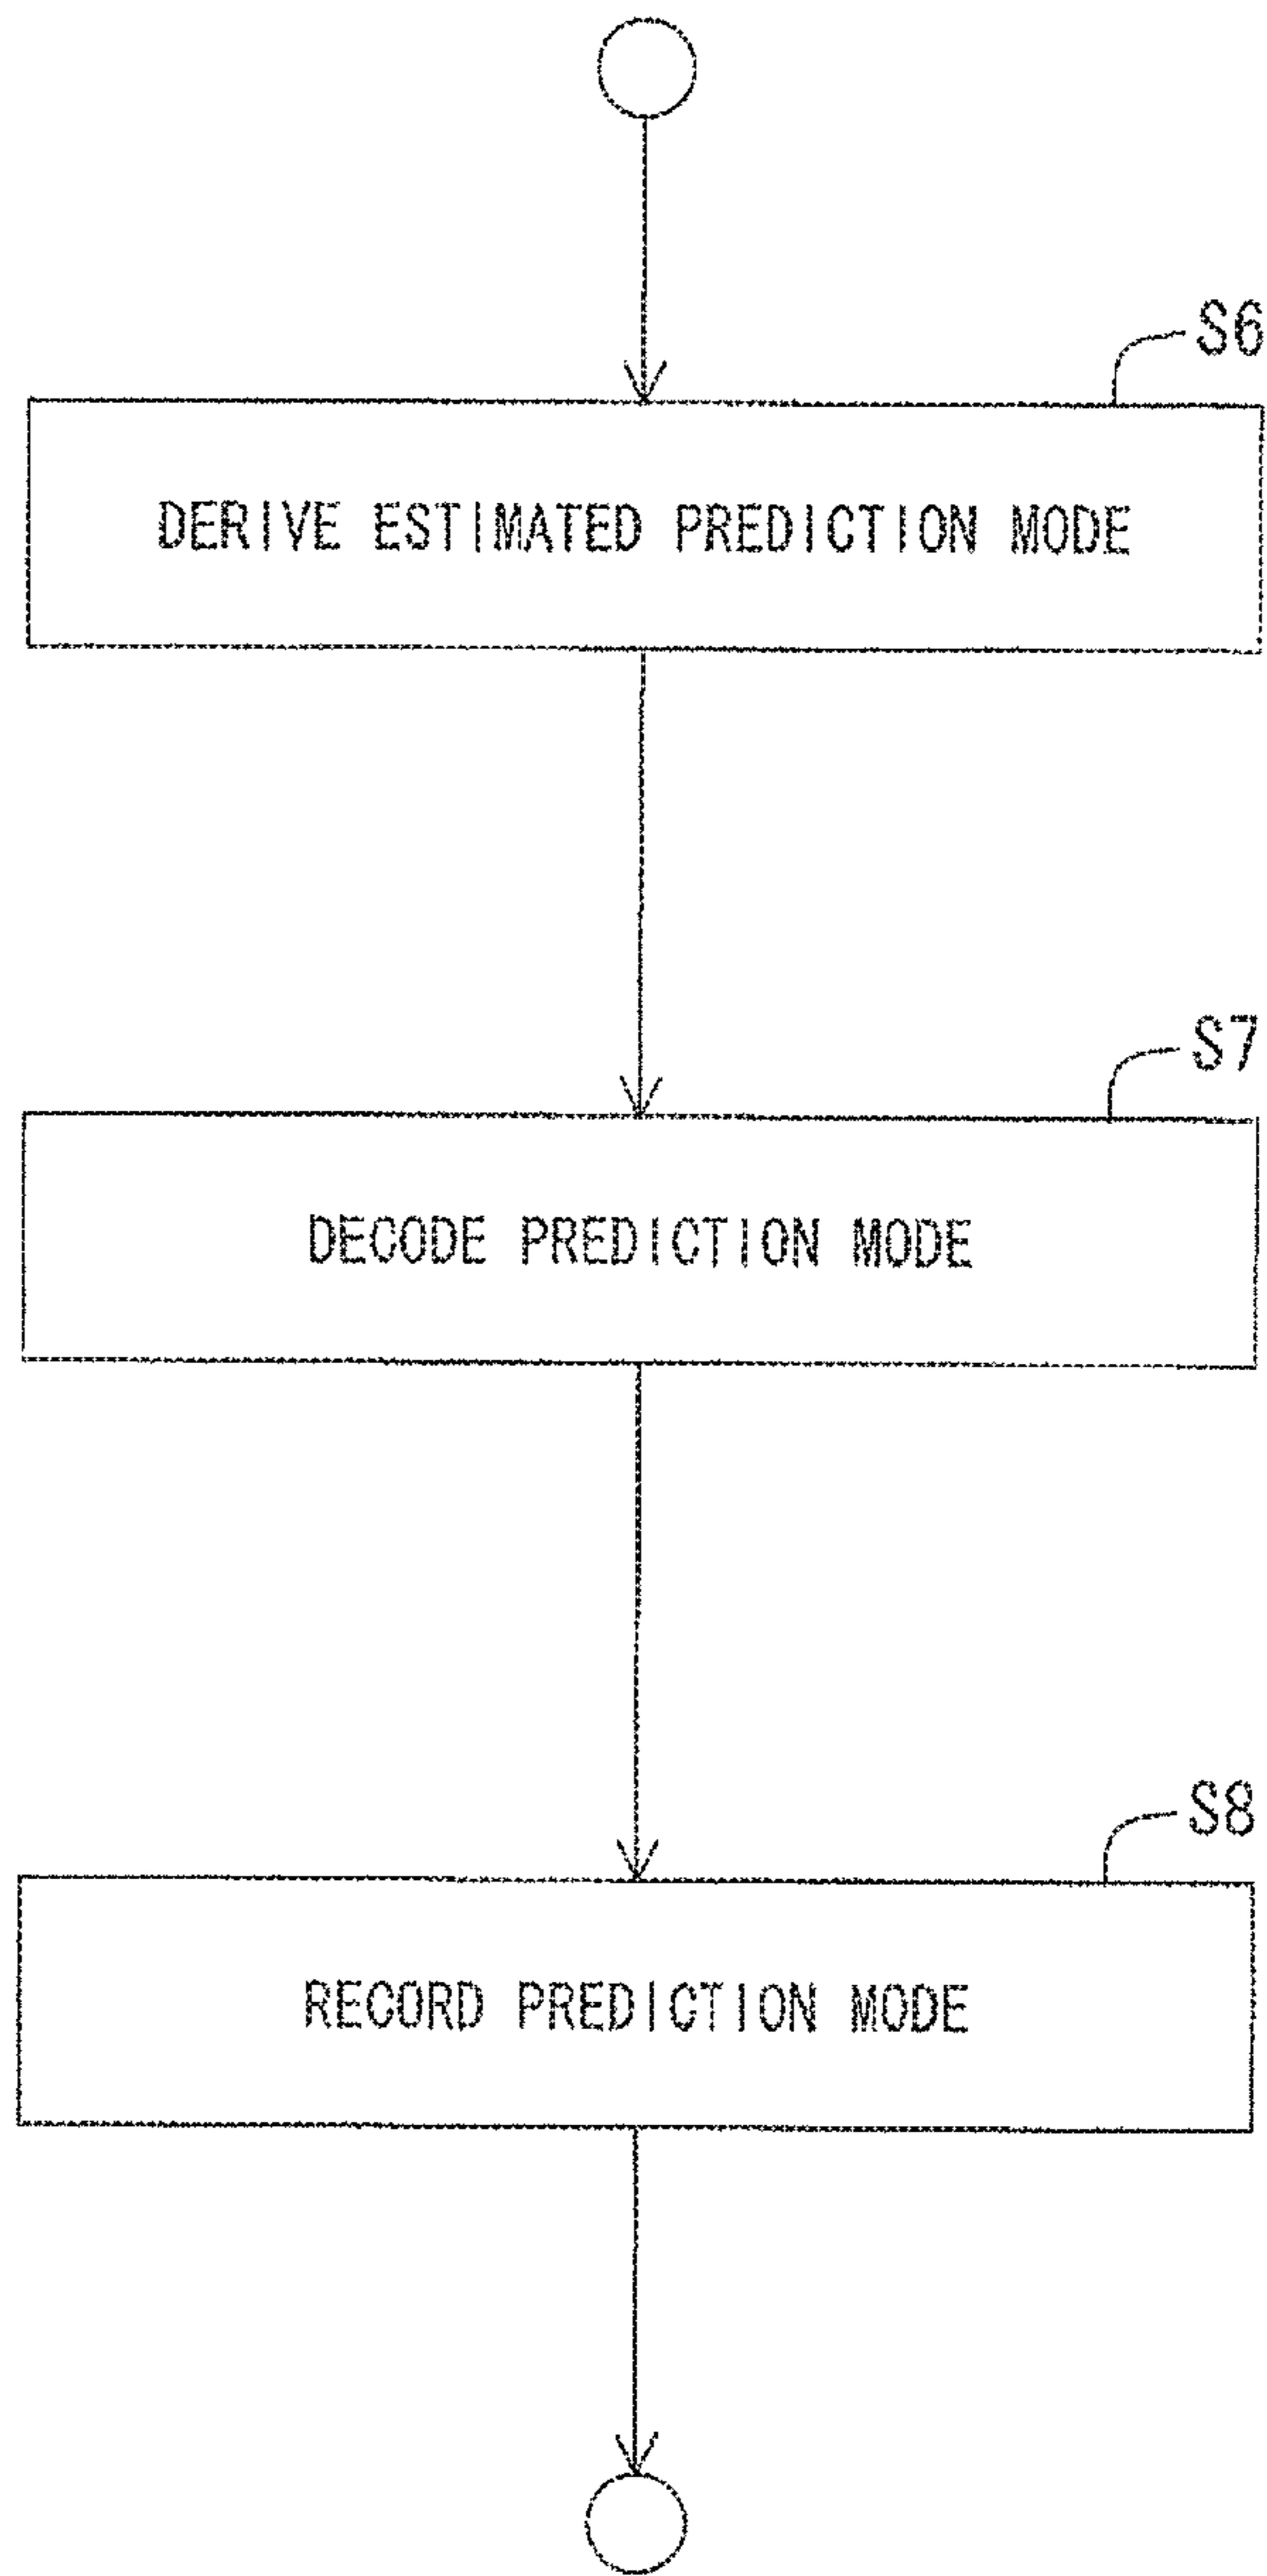 S6
DERIVE ESTIMATED PREDICTION MODE
S7
DECODE PREDICTION MODE
S8
RECORD PREDICTION MODE